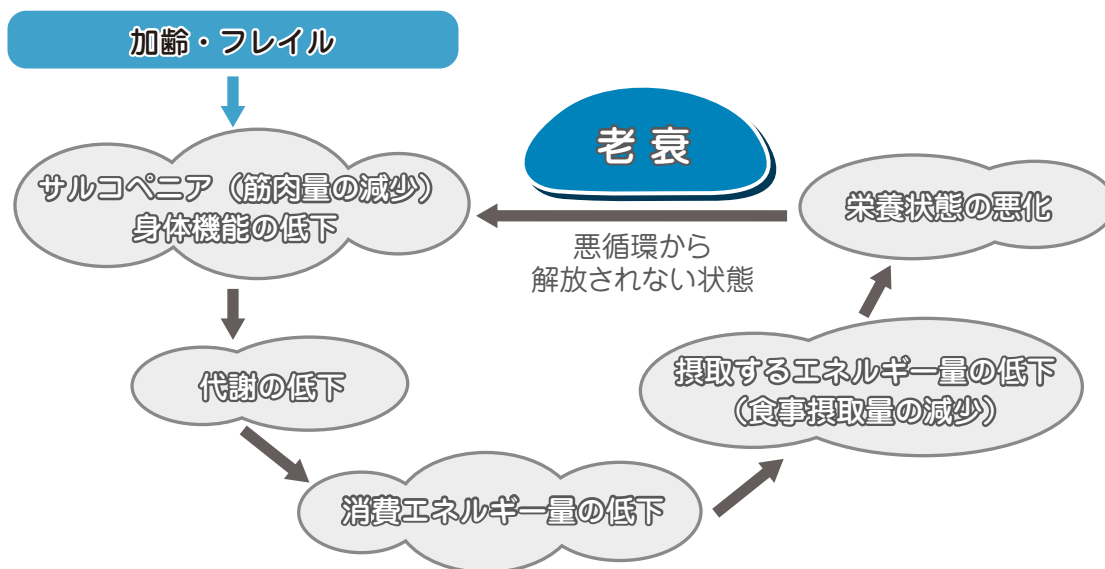 加齢・フレイル
老 衰
サルコペニア（筋肉量の減少）
身体機能の低下
栄養状態の悪化
悪循環から
解放されない状態
代謝の低下
摂取するエネルギー量の低下
（食事摂取量の減少）
消費エネルギー量の低下